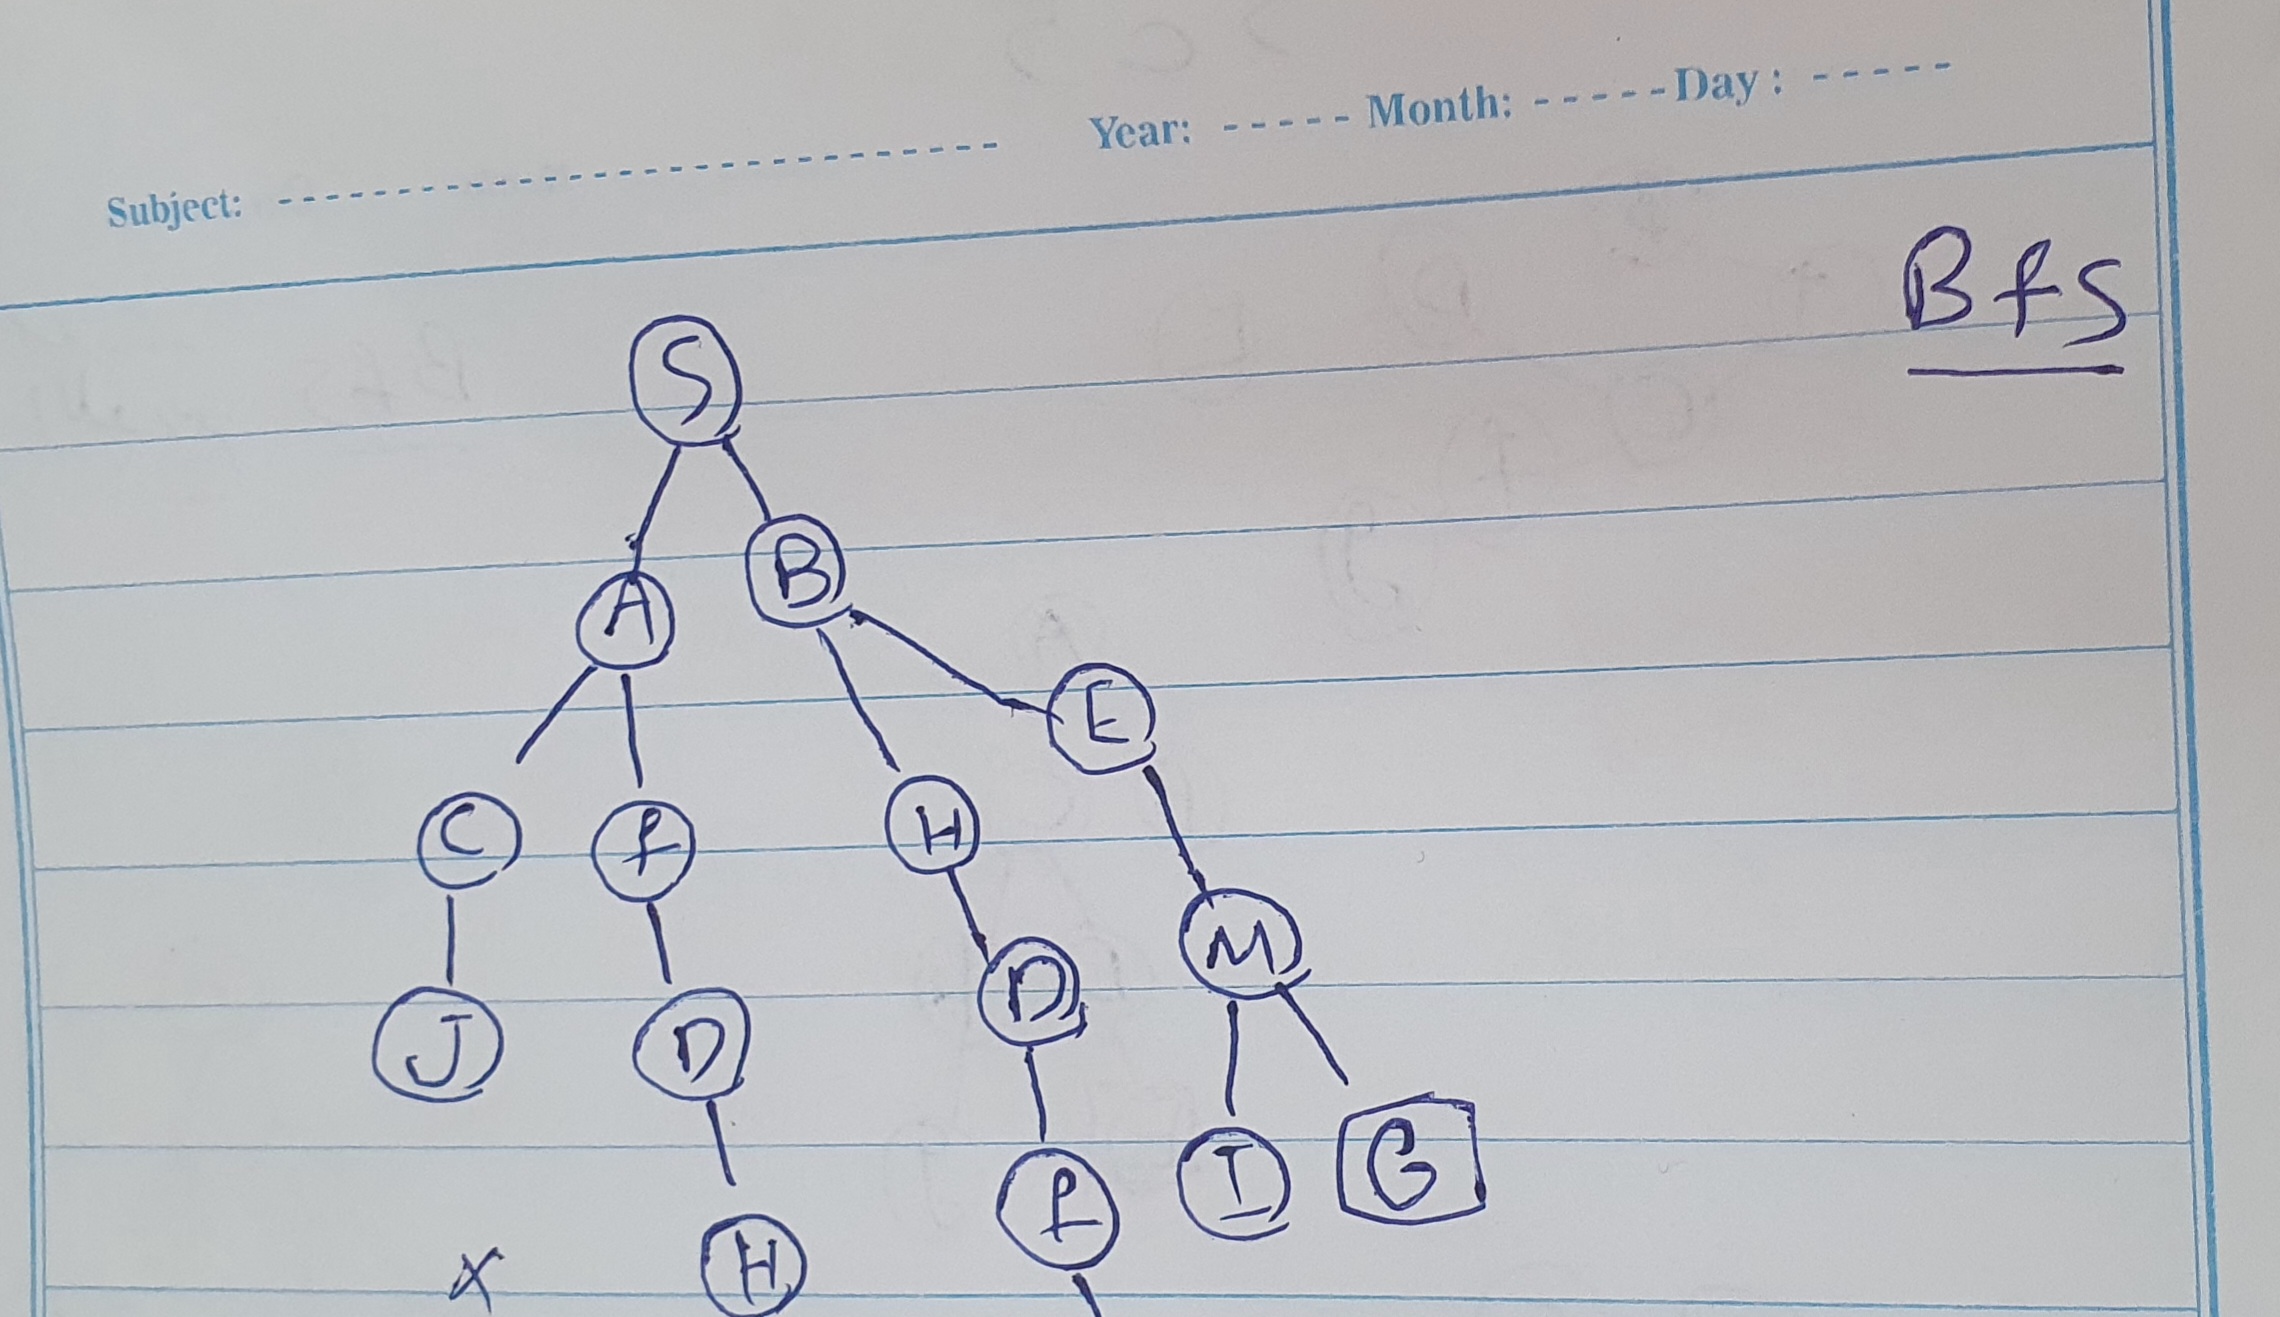 Subject: Year: Month: Day:
Bfs
S
A B
E
C f H
M
J D D
f I G
H
x